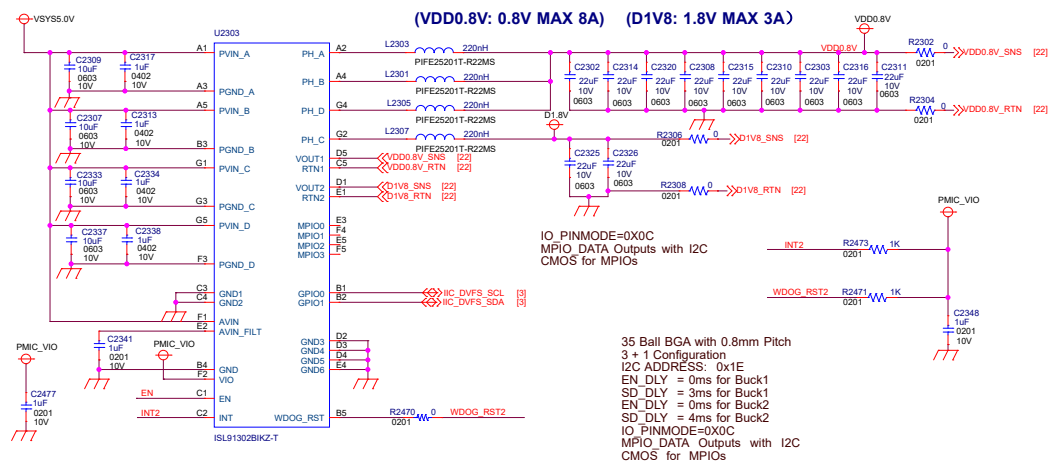 (VDD0.8V: 0.8V MAX 8A) (D1V8: 1.8V MAX 3A)
VSYS5.0V
U2303
VDD0.8V
A1 PVIN_A
PH_A A2
L2303 220nH
PIFE25201T-R22MS
VDD0.8V
R2302 0
0201
VDD0.8V_SNS [22]
C2309
10uF
0603
10V
C2317
1uF
0402
10V
A3 PGND_A
PH_B A4
L2301 220nH
PIFE25201T-R22MS
C2302
22uF
10V
0603
C2314
22uF
10V
0603
C2320
22uF
10V
0603
C2308
22uF
10V
0603
C2315
22uF
10V
0603
C2310
22uF
10V
0603
C2303
22uF
10V
0603
C2316
22uF
10V
0603
C2311
22uF
10V
0603
A5 PVIN_B
PH_D G4
L2305 220nH
PIFE25201T-R22MS
R2304 0
0201
VDD0.8V_RTN [22]
C2307
10uF
0603
10V
C2313
1uF
0402
10V
B3 PGND_B
PH_C G2
L2307 220nH
PIFE25201T-R22MS
D1.8V
R2306 0
0201
D1V8_SNS [22]
VOUT1 D5
VDD0.8V_SNS [22]
RTN1 C5
VDD0.8V_RTN [22]
G1 PVIN_C
C2333
10uF
0603
10V
C2334
1uF
0402
10V
VOUT2 D1
D1V8_SNS [22]
RTN2 E1
D1V8_RTN [22]
C2325
22uF
10V
0603
C2326
22uF
10V
0603
R2308 0
0201
D1V8_RTN [22]
G3 PGND_C
G5 PVIN_D
C2337
10uF
0603
10V
C2338
1uF
0402
10V
F3 PGND_D
MPIO0 E3
MPIO1 F4
MPIO2 E5
MPIO3 F5
IO_PINMODE=0X0C
MPIO_DATA Outputs with I2C
CMOS for MPIOs
PMIC_VIO
INT2 R2473 1K
0201
WDOG_RST2 R2471 1K
0201
C2348
1uF
0201
10V
C3 GND1
C4 GND2
GPIO0 B1
IIC_DVFS_SCL [3]
GPIO1 B2
IIC_DVFS_SDA [3]
F1 AVIN
E2 AVIN_FILT
C2341
1uF
0201
10V
PMIC_VIO
PMIC_VIO
C2477
1uF
0201
10V
B4 GND
F2 VIO
GND3 D2
GND4 D3
GND5 D4
GND6 E4
EN C1 EN
INT2 C2 INT
WDOG_RST B5
R2470 0
0201
WDOG_RST2
ISL91302BIKZ-T
35 Ball BGA with 0.8mm Pitch
3 + 1 Configuration
I2C ADDRESS: 0x1E
EN_DLY = 0ms for Buck1
SD_DLY = 3ms for Buck1
EN_DLY = 0ms for Buck2
SD_DLY = 4ms for Buck2
IO_PINMODE=0X0C
MPIO_DATA Outputs with I2C
CMOS for MPIOs